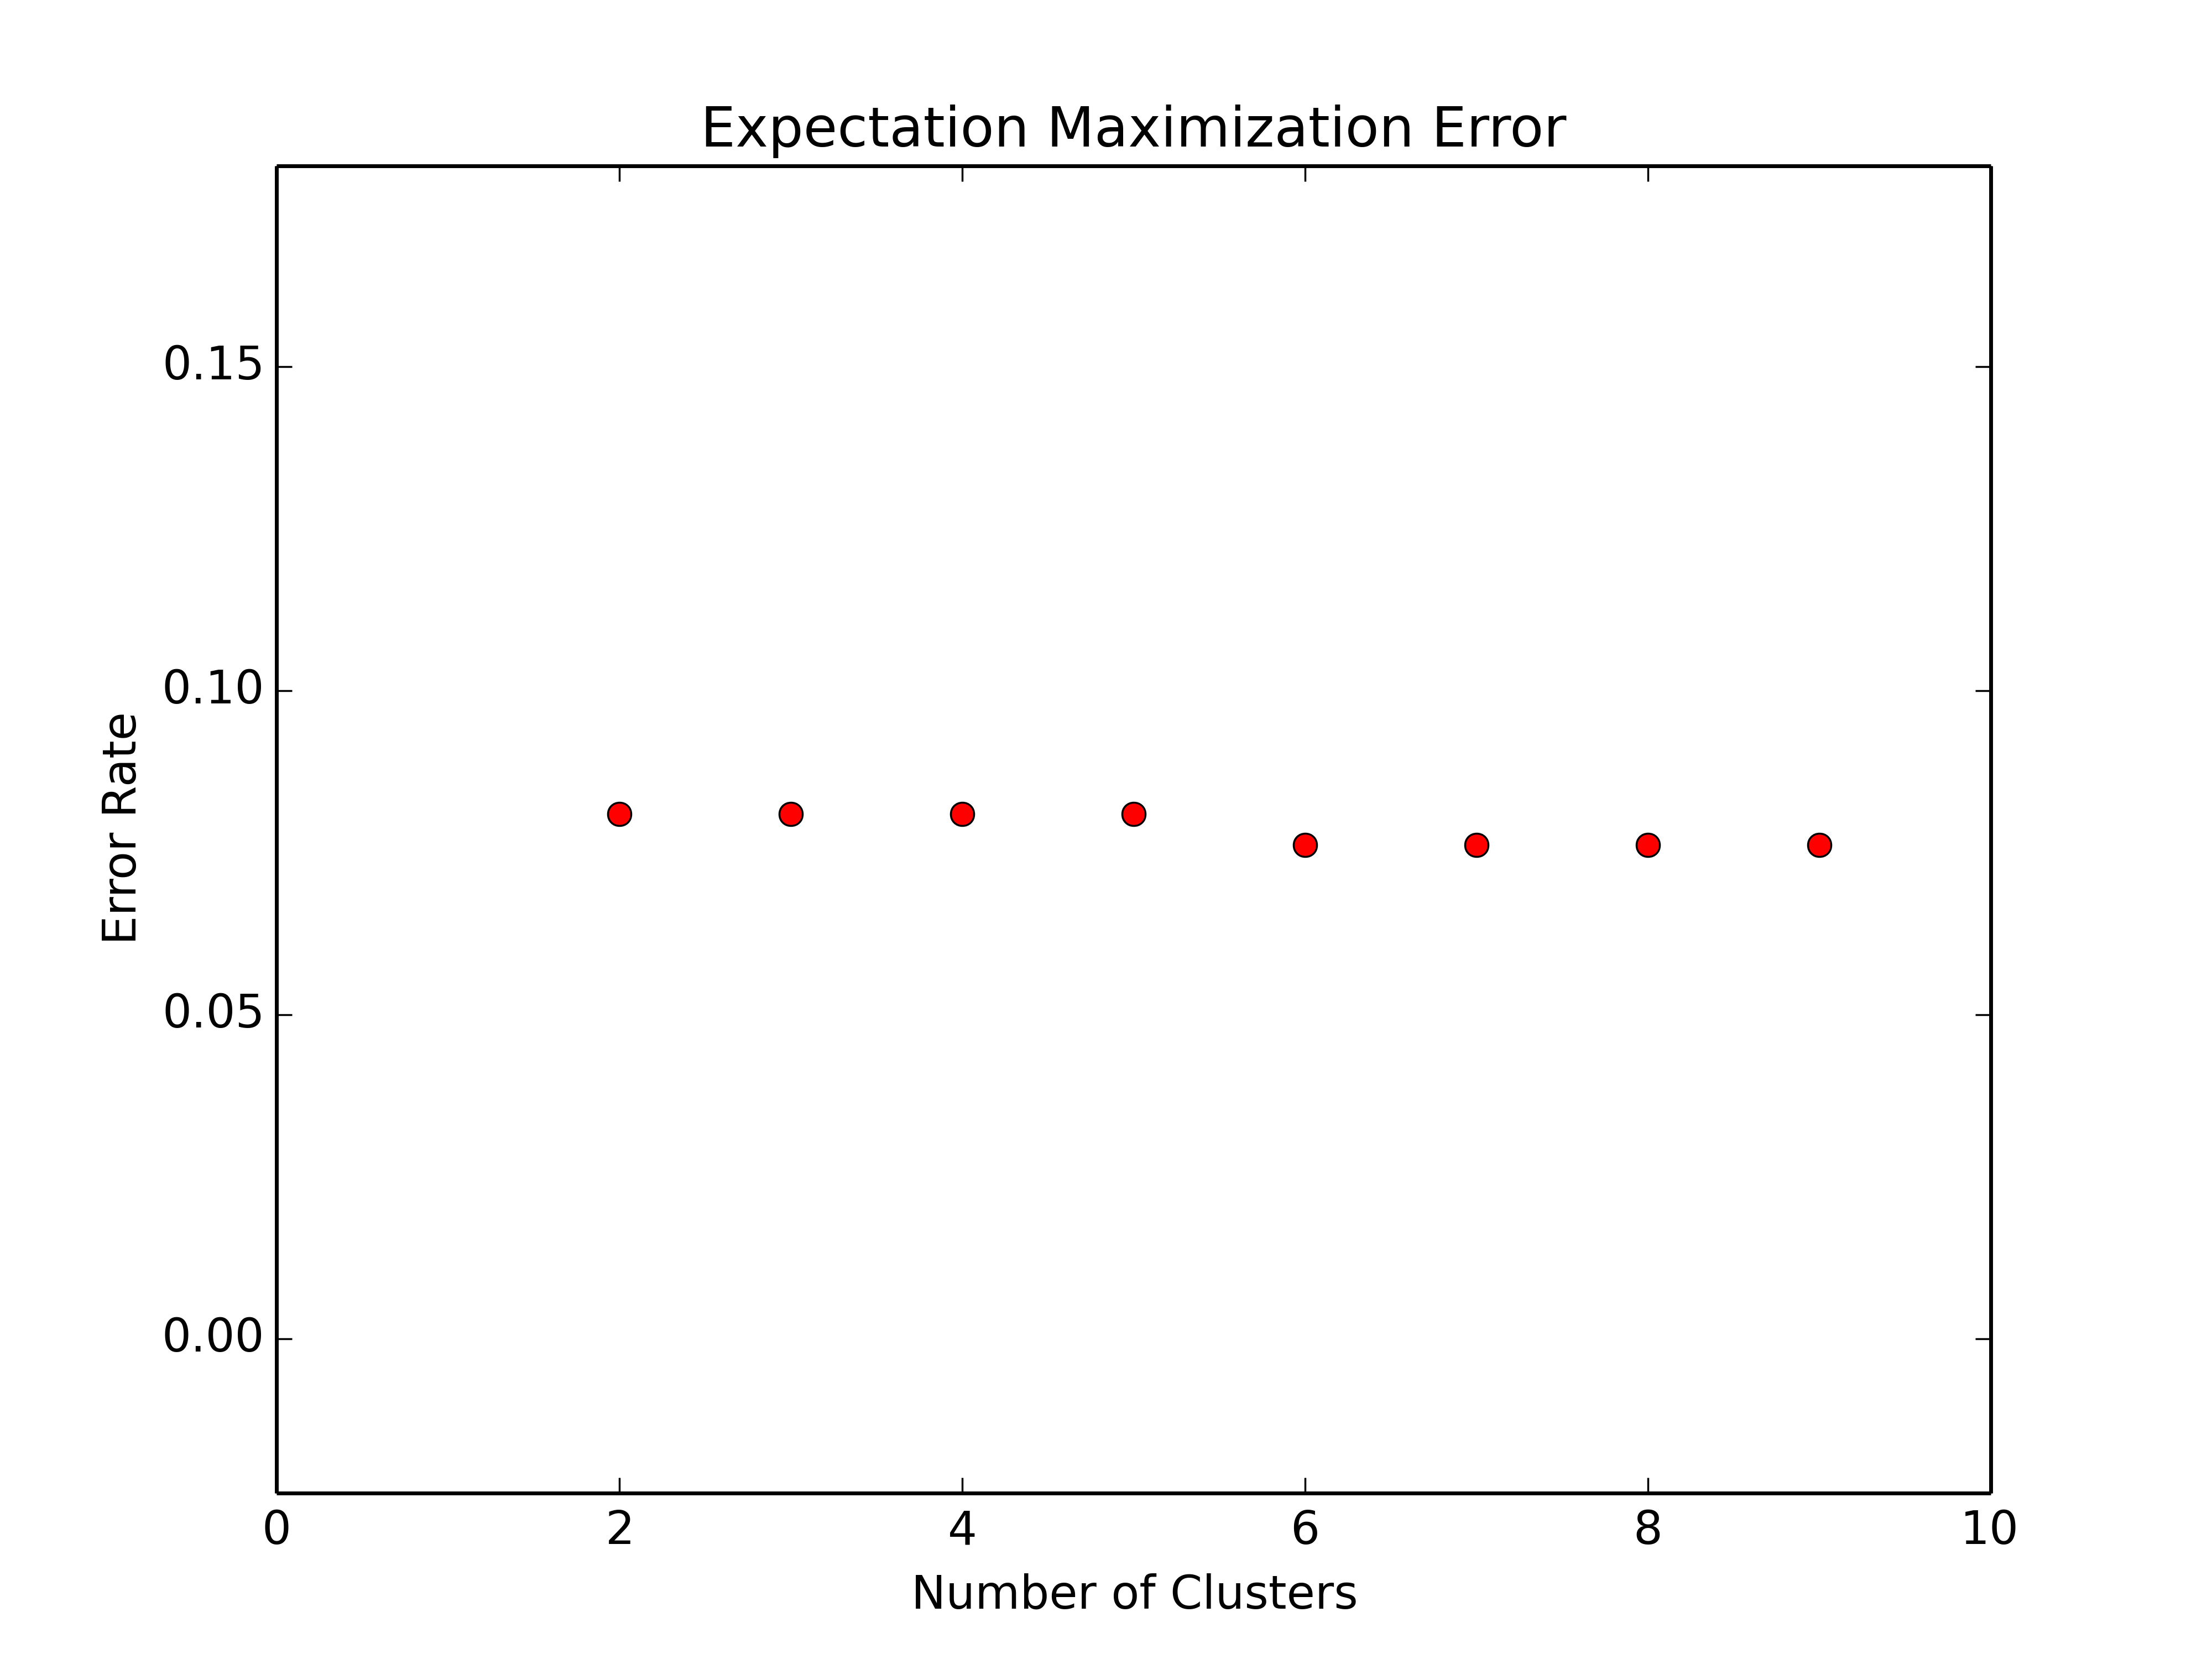 Expectation Maximization Error
0.15
0.10
0.05
0.00
Error Rate
0 2 4 6 8 10
Number of Clusters